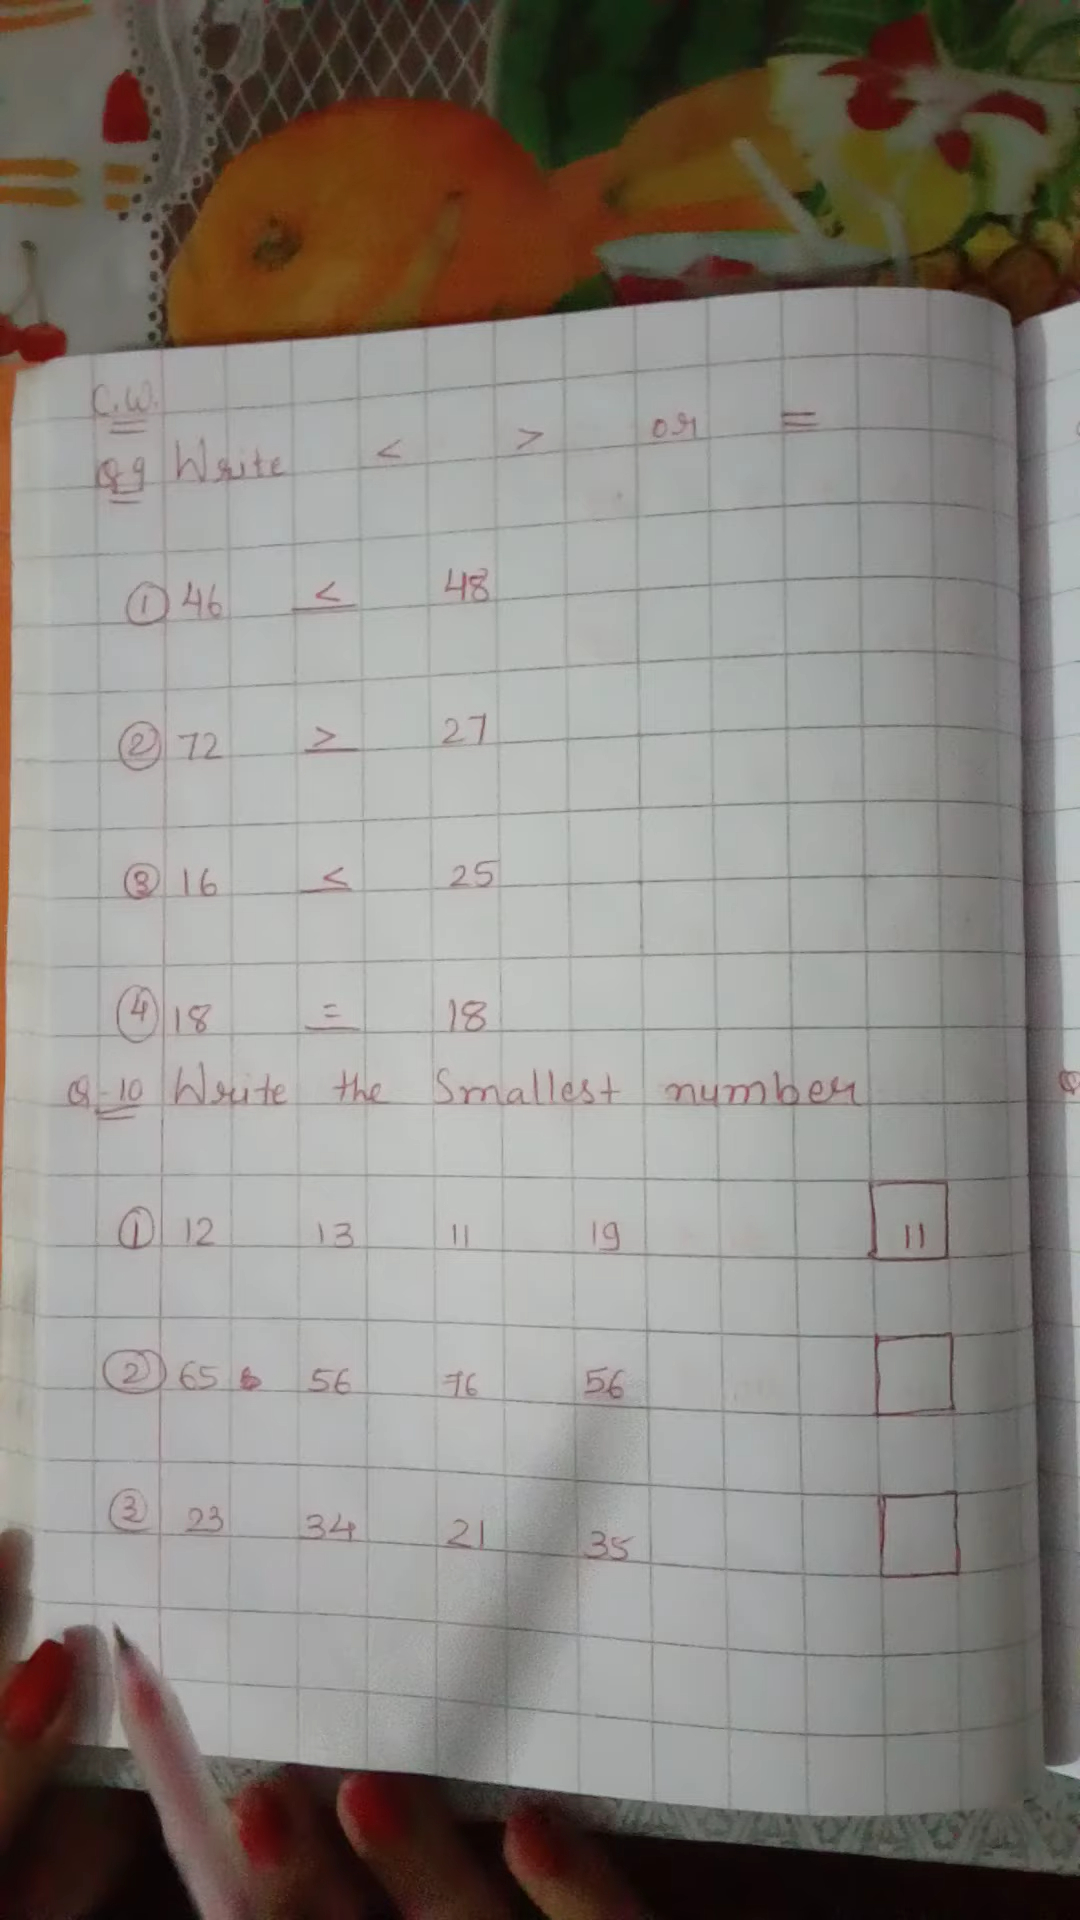 C.W.
Q.9 Write < > or =
① 46 < 48
② 72 > 27
③ 16 < 25
④ 18 = 18
Q-10 Write the Smallest number
① 12 13 11 19 11
② 65 56 76 56
③ 23 34 21 35